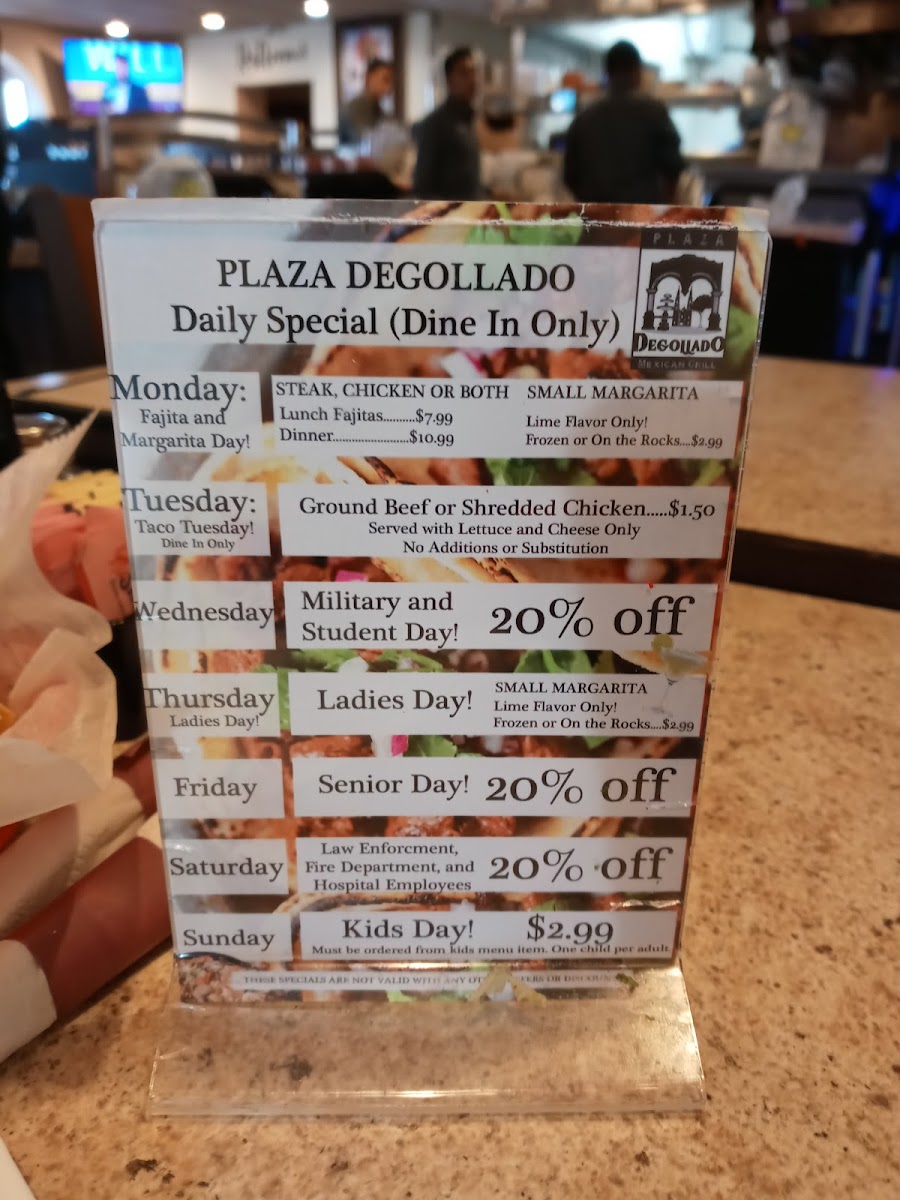 PLAZA DEGOLLADO
Daily Special (Dine In Only)
PLAZA
DEGOLLADO
MEXICAN GRILL
Monday:
Fajita and
Margarita Day!
STEAK, CHICKEN OR BOTH
Lunch Fajitas.........$7.99
Dinner.......................$10.99
SMALL MARGARITA
Lime Flavor Only!
Frozen or On the Rocks....$2.99
Tuesday:
Taco Tuesday!
Dine In Only
Ground Beef or Shredded Chicken.....$1.50
Served with Lettuce and Cheese Only
No Additions or Substitution
Wednesday
Military and
Student Day!
20% off
Thursday
Ladies Day!
Ladies Day!
SMALL MARGARITA
Lime Flavor Only!
Frozen or On the Rocks....$2.99
Friday
Senior Day!
20% off
Saturday
Law Enforcment,
Fire Department, and
Hospital Employees
20% off
Sunday
Kids Day!
$2.99
Must be ordered from kids menu item. One child per adult.
THESE SPECIALS ARE NOT VALID WITH ANY OR